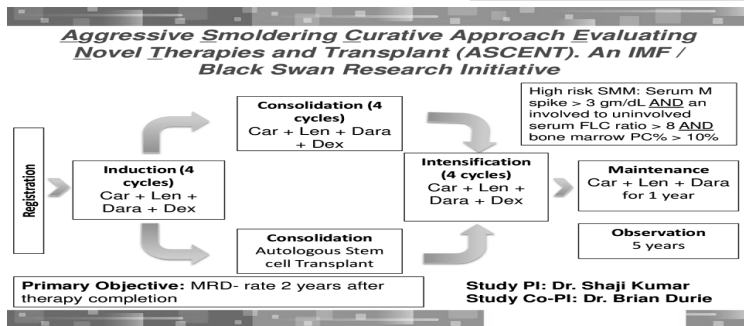 Aggressive Smoldering Curative Approach Evaluating
Novel Therapies and Transplant (ASCENT). An IMF /
Black Swan Research Initiative
High risk SMM: Serum M
spike > 3 gm/dL AND an
involved to uninvolved
serum FLC ratio > 8 AND
bone marrow PC% > 10%
Registration
Induction (4
cycles)
Car + Len +
Dara + Dex
Consolidation (4
cycles)
Car + Len + Dara
+ Dex
Consolidation
Autologous Stem
cell Transplant
Intensification
(4 cycles)
Car + Len +
Dara + Dex
Maintenance
Car + Len + Dara
for 1 year
Observation
5 years
Primary Objective: MRD- rate 2 years after
therapy completion
Study PI: Dr. Shaji Kumar
Study Co-PI: Dr. Brian Durie